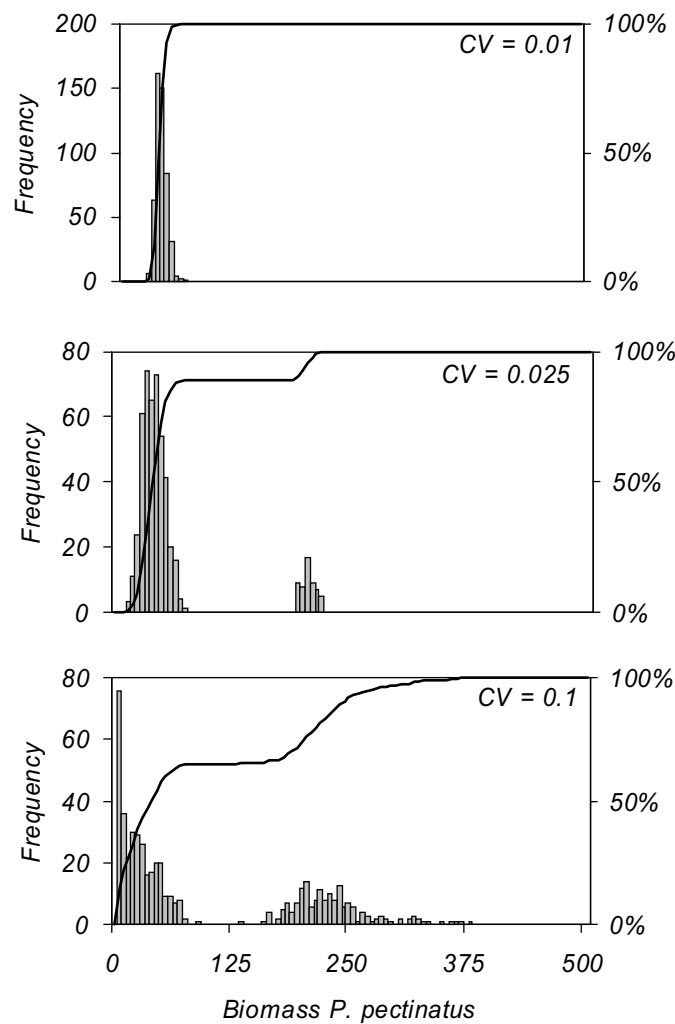 200 100%
CV = 0.01
150
Frequency
100 50%
50
0 0%
80 100%
CV = 0.025
60
Frequency
40 50%
20
0 0%
80 100%
CV = 0.1
60
Frequency
40 50%
20
0 0%
0 125 250 375 500
Biomass P. pectinatus